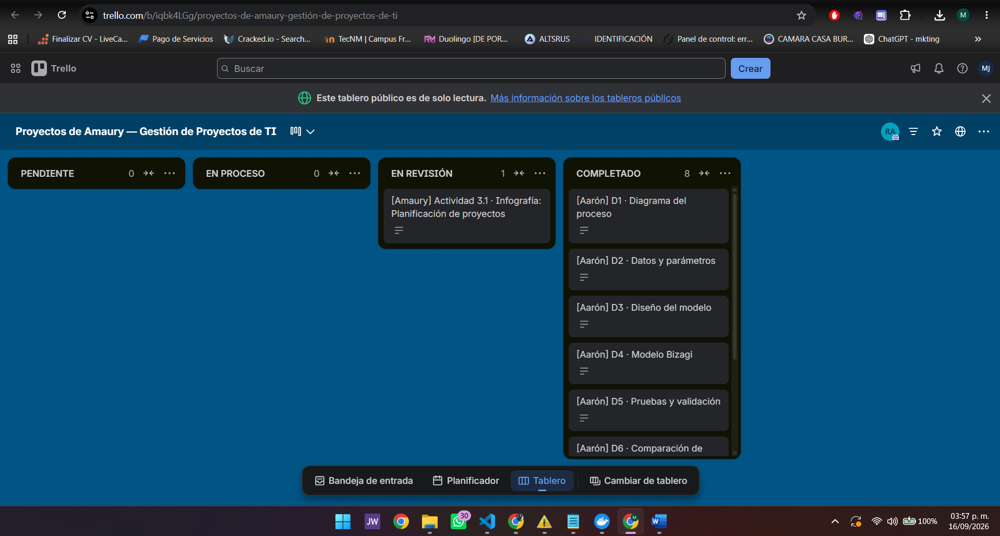 trello.com/b/iqbk4LGg/proyectos-de-amaury-gestión-de-proyectos-de-ti
M
Finalizar CV - LiveCa...
Pago de Servicios
Cracked.io - Search...
TecNM | Campus Fr...
Duolingo [DE POR...
ALTSRUS
IDENTIFICACIÓN
Panel de control: err...
CAMARA CASA BUR...
ChatGPT - mkting
»
Trello
Buscar
Crear
MJ
Este tablero público es de solo lectura. Más información sobre los tableros públicos
Proyectos de Amaury — Gestión de Proyectos de TI
RA
PENDIENTE
0
EN PROCESO
0
EN REVISIÓN
1
[Amaury] Actividad 3.1 · Infografía:
Planificación de proyectos
COMPLETADO
8
[Aarón] D1 · Diagrama del
proceso
[Aarón] D2 · Datos y parámetros
[Aarón] D3 · Diseño del modelo
[Aarón] D4 · Modelo Bizagi
[Aarón] D5 · Pruebas y validación
[Aarón] D6 · Comparación de
Bandeja de entrada
Planificador
Tablero
Cambiar de tablero
JW
30
M
W
100%
03:57 p. m.
16/09/2026